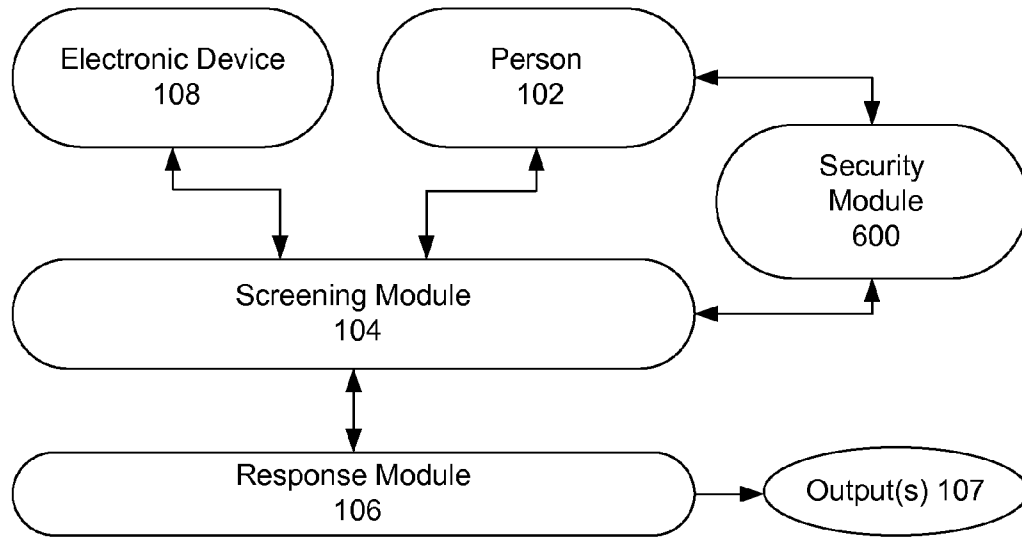 Electronic Device
108
Person
102
Security
Module
600
Screening Module
104
Response Module
106
Output(s) 107